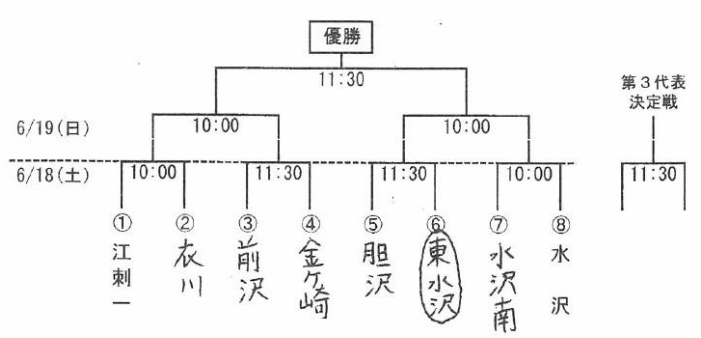 優勝
11:30
第3代表
決定戦
6/19(日)
10:00
10:00
6/18(土)
10:00
11:30
11:30
10:00
11:30
① 江刺一
② 衣川
③ 前沢
④ 金ケ崎
⑤ 胆沢
⑥ 東水沢
⑦ 水沢南
⑧ 水沢